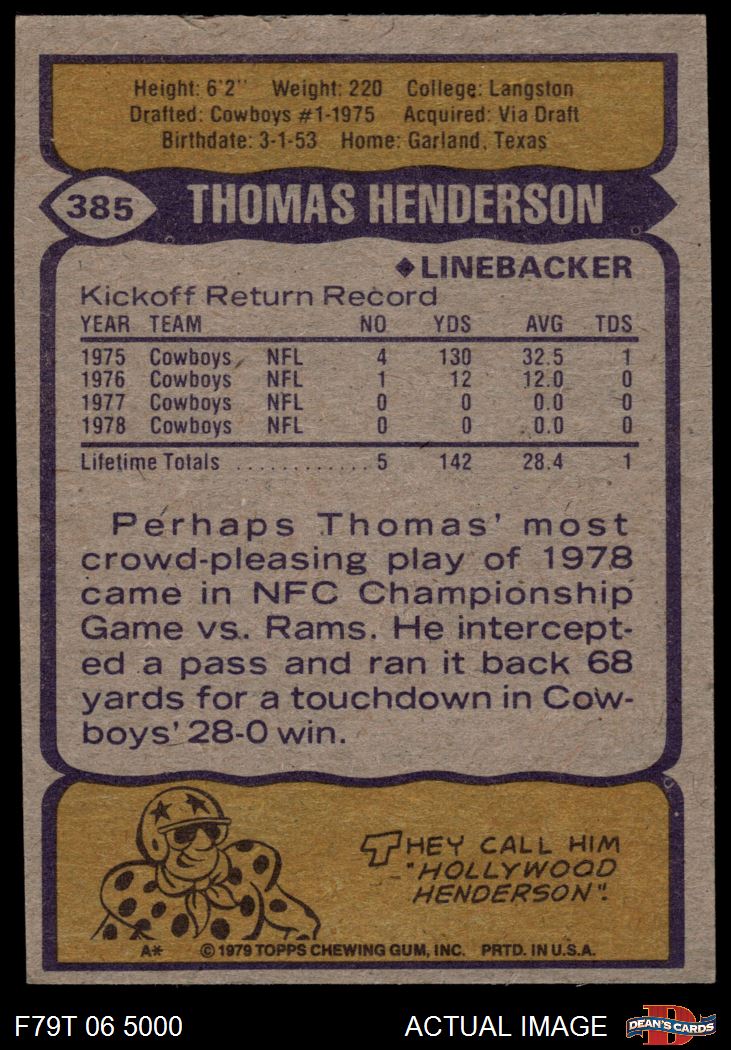 Height: 6'2" Weight: 220 College: Langston
Drafted: Cowboys #1-1975 Acquired: Via Draft
Birthdate: 3-1-53 Home: Garland, Texas
385 THOMAS HENDERSON
LINEBACKER
Kickoff Return Record
YEAR TEAM NO YDS AVG TDS
1975 Cowboys NFL 4 130 32.5 1
1976 Cowboys NFL 1 12 12.0 0
1977 Cowboys NFL 0 0 0.0 0
1978 Cowboys NFL 0 0 0.0 0
Lifetime Totals ............ 5 142 28.4 1
Perhaps Thomas' most
crowd-pleasing play of 1978
came in NFC Championship
Game vs. Rams. He intercept-
ed a pass and ran it back 68
yards for a touchdown in Cow-
boys' 28-0 win.
THEY CALL HIM
"HOLLYWOOD
HENDERSON".
A* © 1979 TOPPS CHEWING GUM, INC. PRTD. IN U.S.A.
F79T 06 5000 ACTUAL IMAGE D DEAN'S CARDS